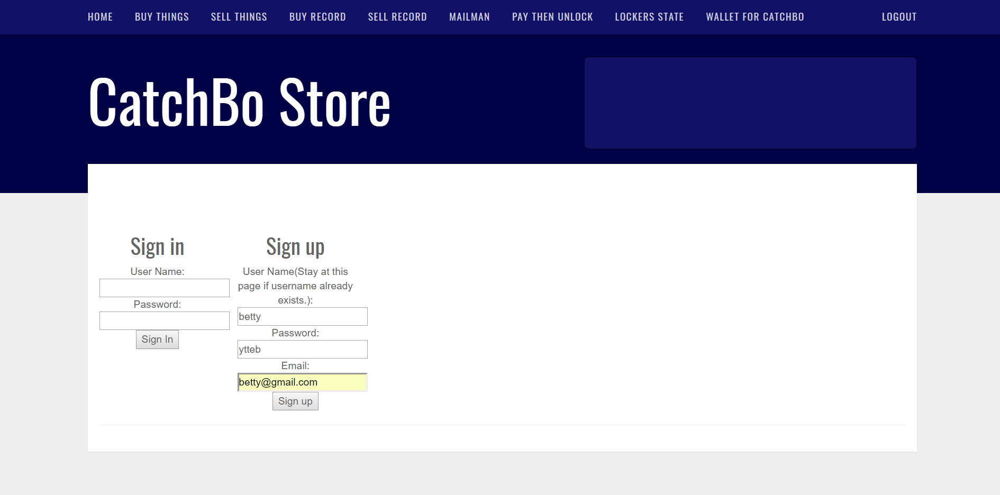 HOME BUY THINGS SELL THINGS BUY RECORD SELL RECORD MAILMAN PAY THEN UNLOCK LOCKERS STATE WALLET FOR CATCHBO LOGOUT
CatchBo Store
Sign in
User Name:
Password:
Sign In
Sign up
User Name(Stay at this
page if username already
exists.):
betty
Password:
ytteb
Email:
betty@gmail.com
Sign up